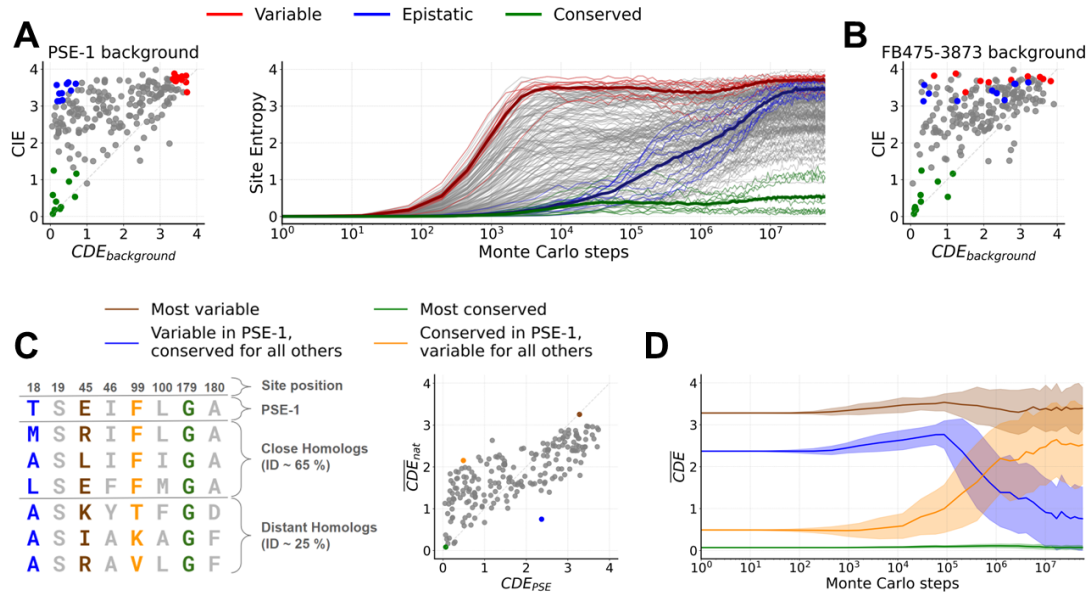 Variable Epistatic Conserved
A
PSE-1 background
CIE
4
3
2
1
0
0 1 2 3 4
CDE_background
Site Entropy
4
3
2
1
0
10^0 10^1 10^2 10^3 10^4 10^5 10^6 10^7
Monte Carlo steps
B
FB475-3873 background
CIE
4
3
2
1
0
0 1 2 3 4
CDE_background
Most variable
Most conserved
Variable in PSE-1,
conserved for all others
Conserved in PSE-1,
variable for all others
C
18 19 45 46 99 100 179 180 Site position
T S E I F L G A PSE-1
M S R I F L G A
A S L I F I G A
L S E F F M G A
Close Homologs
(ID ~ 65 %)
A S K Y T F G D
A S I A K A G F
A S R A V L G F
Distant Homologs
(ID ~ 25 %)
C̅D̅E̅_nat
4
3
2
1
0
0 1 2 3 4
CDE_PSE
D
C̅D̅E̅
4
3
2
1
0
10^0 10^1 10^2 10^3 10^4 10^5 10^6 10^7
Monte Carlo steps